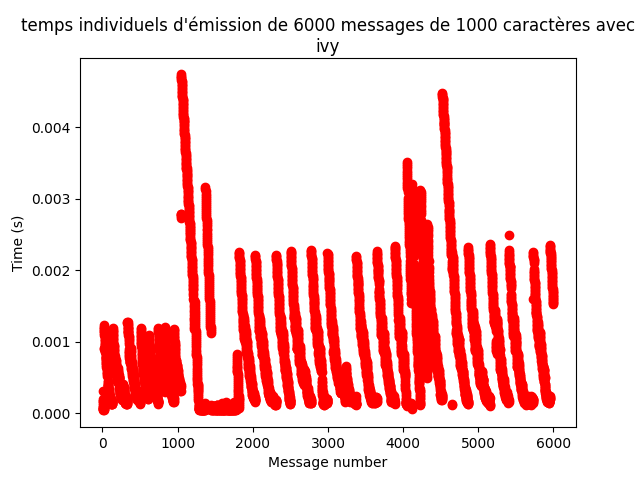 temps individuels d'émission de 6000 messages de 1000 caractères avec
ivy
0.004
0.003
0.002
0.001
0.000
Time (s)
0 1000 2000 3000 4000 5000 6000
Message number